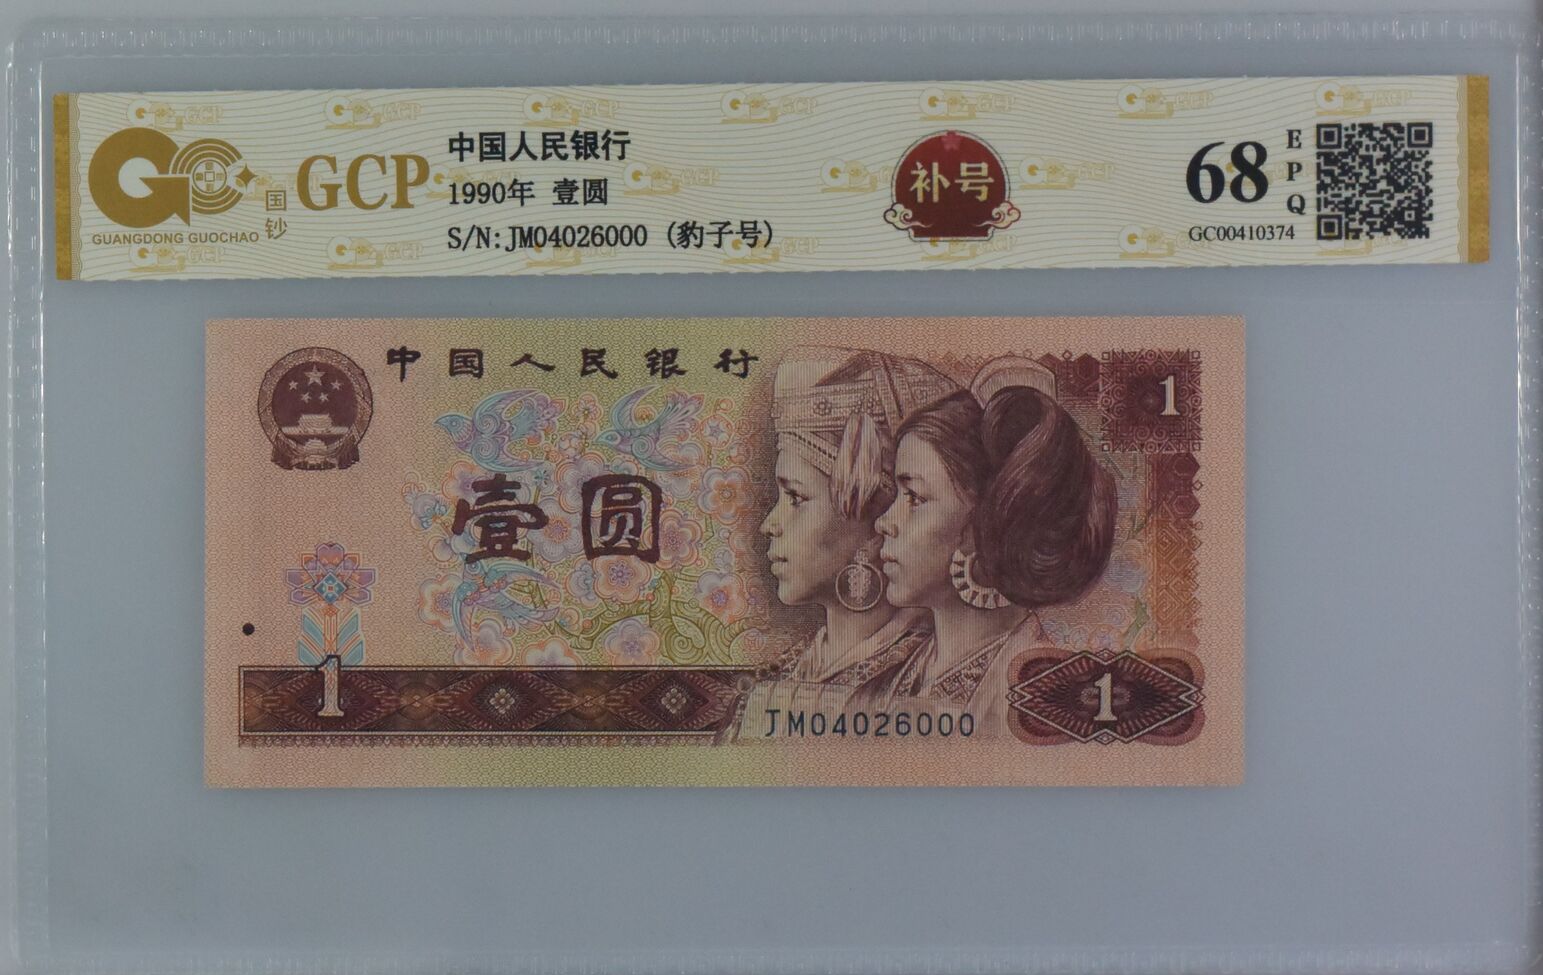 GCP
国钞
GUANGDONG GUOCHAO
中国人民银行
1990年 壹圆
S/N:JM04026000 (豹子号)
补号
68
EPQ
GC00410374
中国人民银行
1
壹圆
1
JM04026000
1